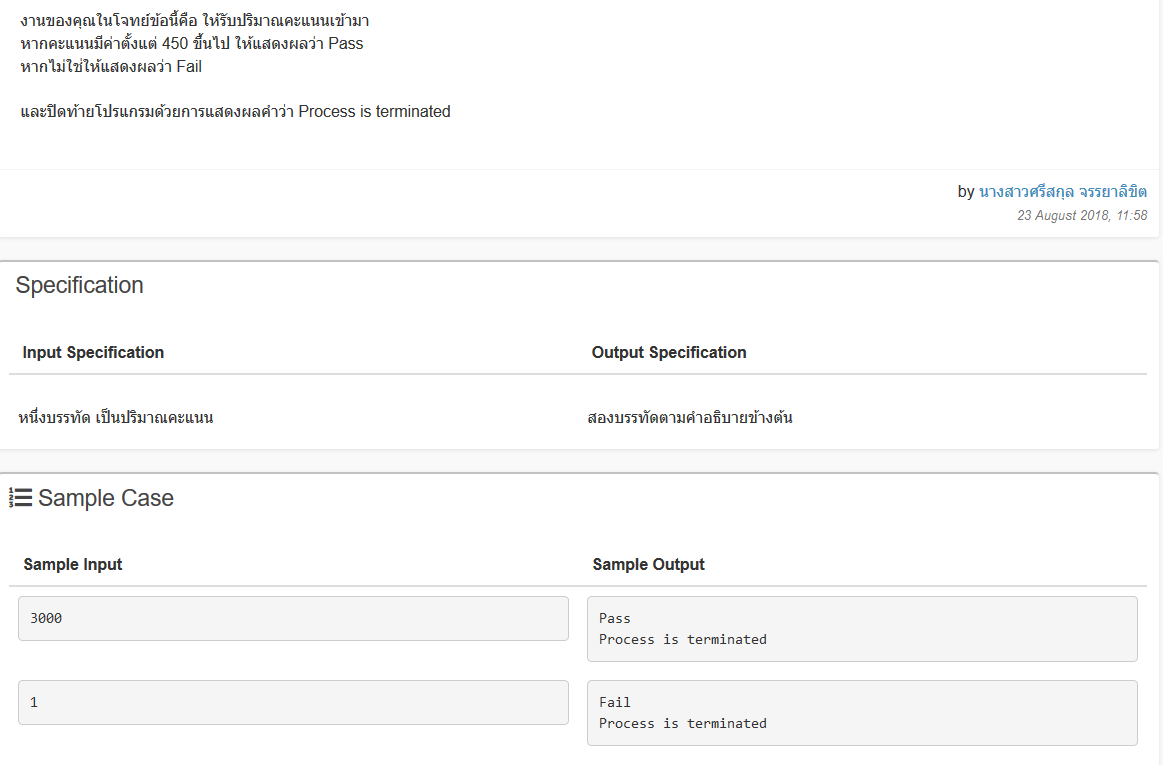 งานของคุณในโจทย์ข้อนี้คือ ให้รับปริมาณคะแนนเข้ามา
หากคะแนนมีค่าตั้งแต่ 450 ขึ้นไป ให้แสดงผลว่า Pass
หากไม่ใช่ให้แสดงผลว่า Fail
และปิดท้ายโปรแกรมด้วยการแสดงผลคำว่า Process is terminated
by นางสาวศรีสกุล จรรยาลิขิต
23 August 2018, 11:58
Specification
Input Specification
Output Specification
หนึ่งบรรทัด เป็นปริมาณคะแนน
สองบรรทัดตามคำอธิบายข้างต้น
Sample Case
Sample Input
Sample Output
3000
Pass
Process is terminated
1
Fail
Process is terminated